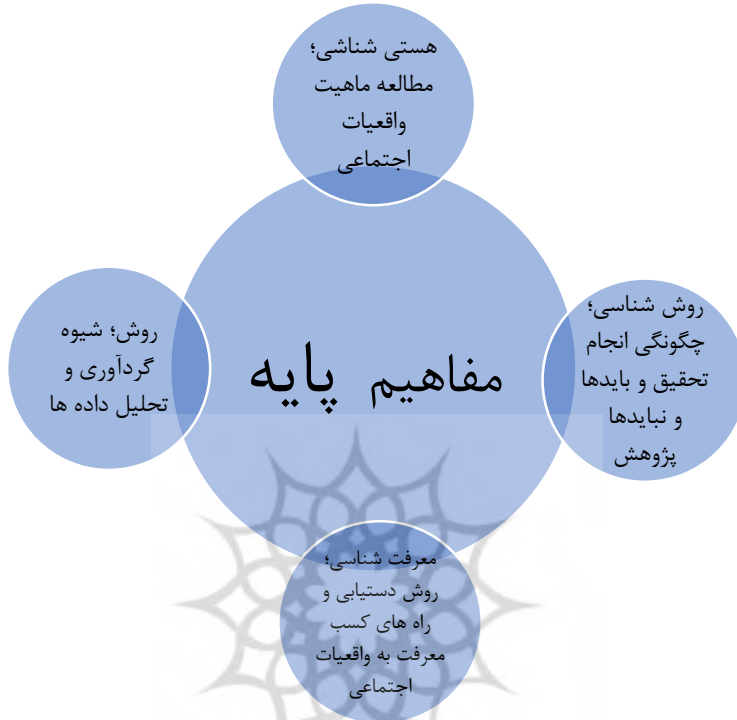 هستی شناشی؛
مطالعه ماهیت
واقعیات
اجتماعی
روش شناسی؛
چگونگی انجام
تحقیق و بایدها
و نبایدها
پژوهش
مفاهیم پایه
روش؛ شیوه
گردآوری و
تحلیل داده ها
معرفت شناسی؛
روش دستیابی و
راه های کسب
معرفت به واقعیات
اجتماعی